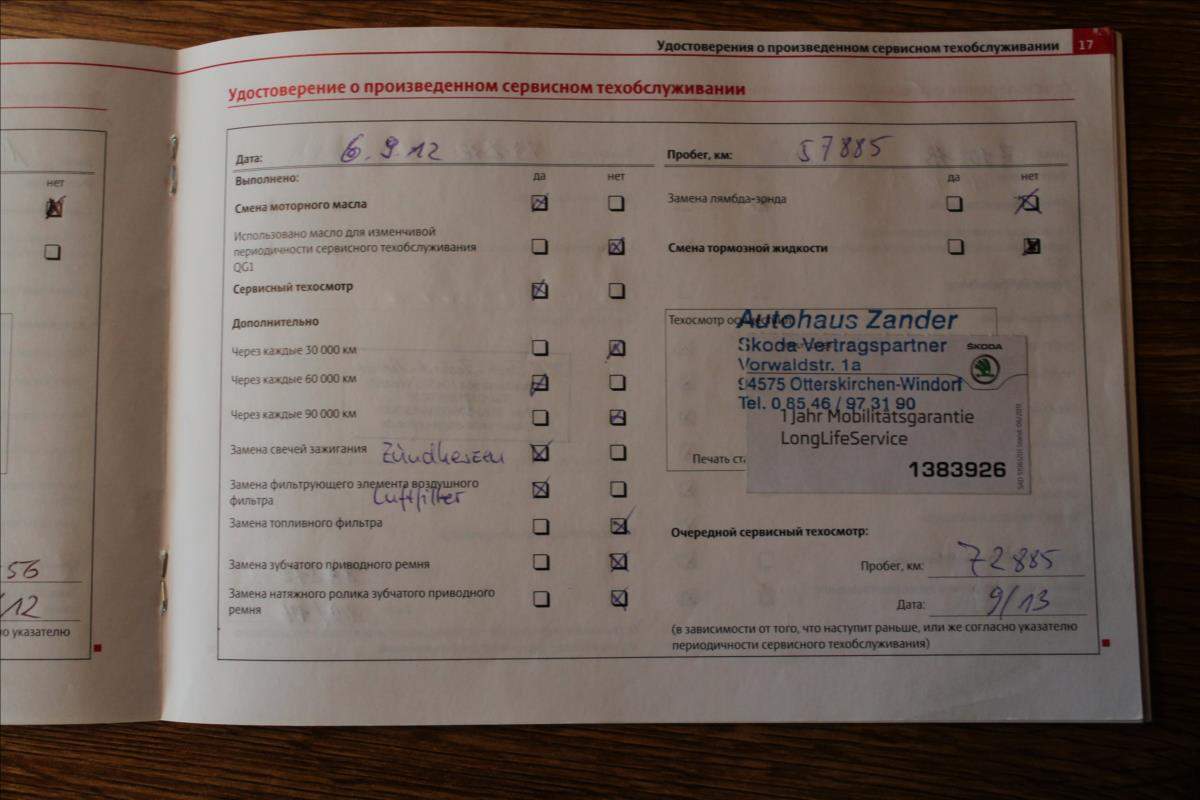 Удостоверения о произведенном сервисном техобслуживании 17
Удостоверение о произведенном сервисном техобслуживании
нет
56
/12
о указателю
Дата: 6.9.12
Выполнено: да нет
Смена моторного масла
Использовано масло для изменчивой
периодичности сервисного техобслуживания
QG1
Сервисный техосмотр
Дополнительно
Через каждые 30 000 км
Через каждые 60 000 км
Через каждые 90 000 км
Замена свечей зажигания Zündkerzen
Замена фильтрующего элемента воздушного
фильтра Luftfilter
Замена топливного фильтра
Замена зубчатого приводного ремня
Замена натяжного ролика зубчатого приводного
ремня
Пробег, км: 57885
да нет
Замена лямбда-зонда
Смена тормозной жидкости
Техосмотр
Autohaus Zander
Skoda Vertragspartner
Vorwaldstr. 1a
94575 Otterskirchen-Windorf
Tel. 0 85 46 / 97 31 90
ŠKODA
1 Jahr Mobilitätsgarantie
LongLifeService
1383926
Печать
Очередной сервисный техосмотр:
Пробег, км: 72885
Дата: 9/13
(в зависимости от того, что наступит раньше, или же согласно указателю
периодичности сервисного техобслуживания)